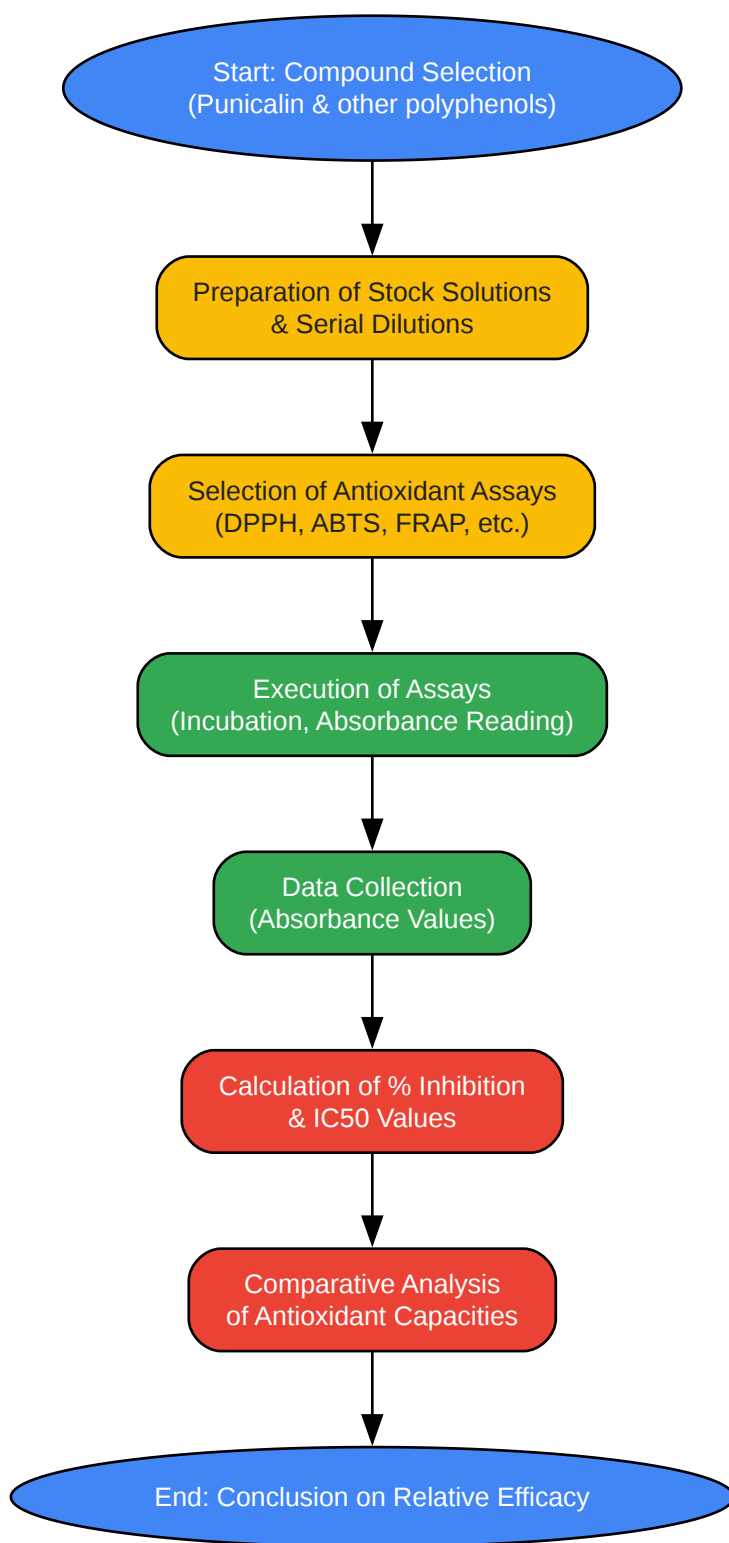 Start: Compound Selection
(Punicalin & other polyphenols)
Preparation of Stock Solutions
& Serial Dilutions
Selection of Antioxidant Assays
(DPPH, ABTS, FRAP, etc.)
Execution of Assays
(Incubation, Absorbance Reading)
Data Collection
(Absorbance Values)
Calculation of % Inhibition
& IC50 Values
Comparative Analysis
of Antioxidant Capacities
End: Conclusion on Relative Efficacy